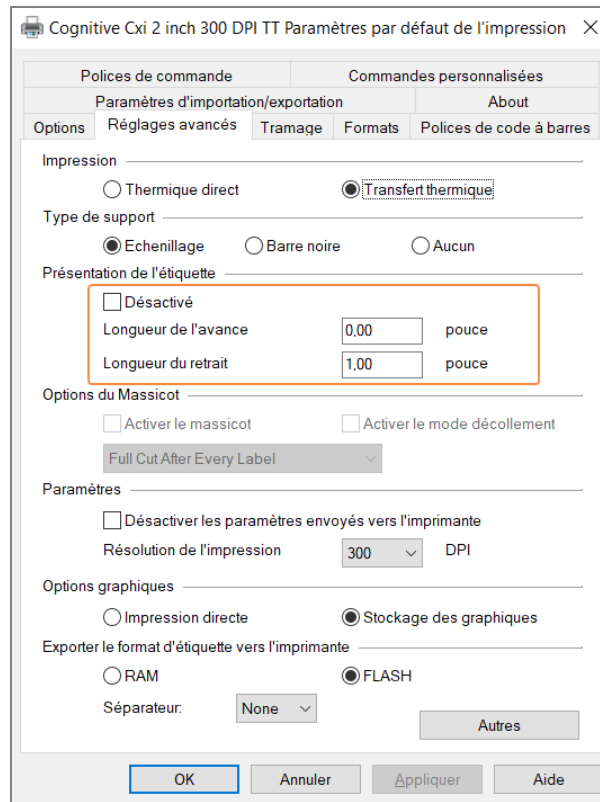 Cognitive Cxi 2 inch 300 DPI TT Paramètres par défaut de l'impression
Polices de commande Commandes personnalisées
Paramètres d'importation/exportation About
Options Réglages avancés Tramage Formats Polices de code à barres
Impression
Thermique direct Transfert thermique
Type de support
Echenillage Barre noire Aucun
Présentation de l'étiquette
Désactivé
Longueur de l'avance 0,00 pouce
Longueur du retrait 1,00 pouce
Options du Massicot
Activer le massicot Activer le mode décollement
Full Cut After Every Label
Paramètres
Désactiver les paramètres envoyés vers l'imprimante
Résolution de l'impression 300 DPI
Options graphiques
Impression directe Stockage des graphiques
Exporter le format d'étiquette vers l'imprimante
RAM FLASH
Séparateur: None
Autres
OK Annuler Appliquer Aide